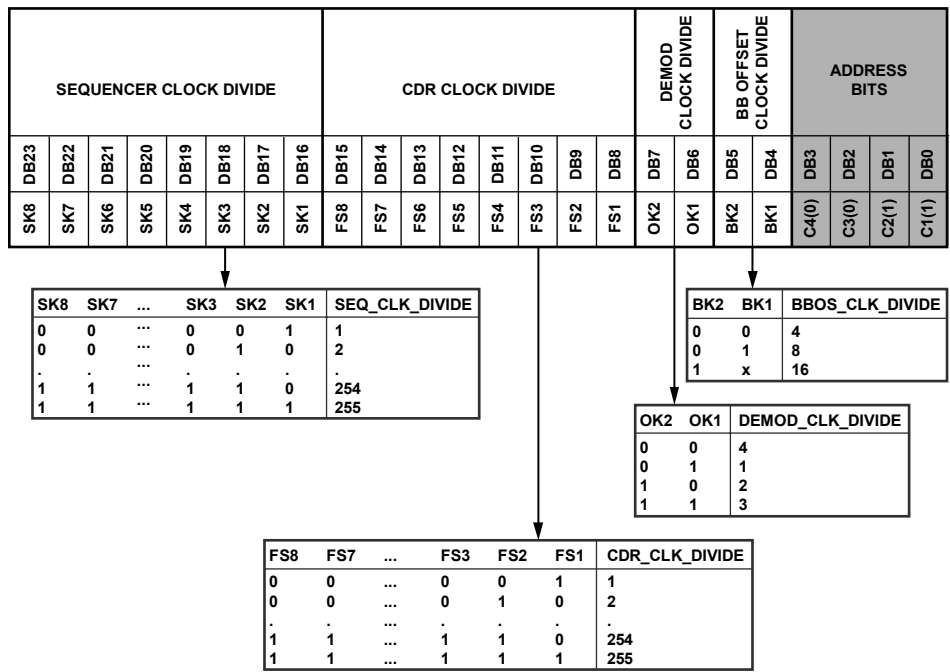 SEQUENCER CLOCK DIVIDE
CDR CLOCK DIVIDE
DEMOD
CLOCK DIVIDE
BB OFFSET
CLOCK DIVIDE
ADDRESS
BITS
DB23 DB22 DB21 DB20 DB19 DB18 DB17 DB16 DB15 DB14 DB13 DB12 DB11 DB10 DB9 DB8 DB7 DB6 DB5 DB4 DB3 DB2 DB1 DB0
SK8 SK7 SK6 SK5 SK4 SK3 SK2 SK1 FS8 FS7 FS6 FS5 FS4 FS3 FS2 FS1 OK2 OK1 BK2 BK1 C4(0) C3(0) C2(1) C1(1)
SK8 SK7 ... SK3 SK2 SK1 SEQ_CLK_DIVIDE
0 0 ... 0 0 1 1
0 0 ... 0 1 0 2
. . ... . . . .
1 1 ... 1 1 0 254
1 1 ... 1 1 1 255
BK2 BK1 BBOS_CLK_DIVIDE
0 0 4
0 1 8
1 x 16
OK2 OK1 DEMOD_CLK_DIVIDE
0 0 4
0 1 1
1 0 2
1 1 3
FS8 FS7 ... FS3 FS2 FS1 CDR_CLK_DIVIDE
0 0 ... 0 0 1 1
0 0 ... 0 1 0 2
. . ... . . . .
1 1 ... 1 1 0 254
1 1 ... 1 1 1 255